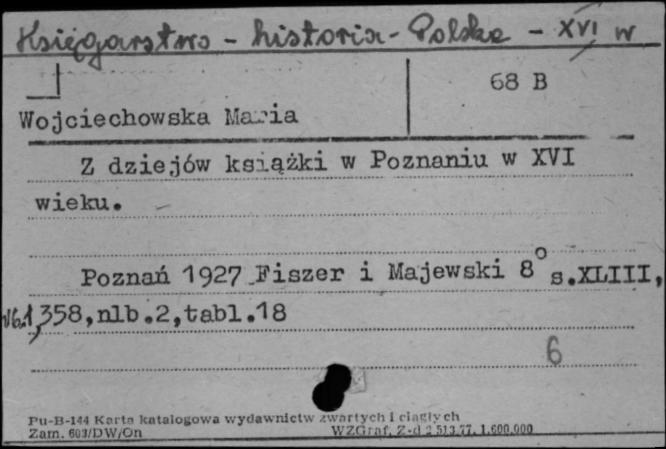 Księgarstwo - historia - Polska - XVI w
68 B
Wojciechowska Maria
Z dziejów książki w Poznaniu w XVI
wieku.
Poznań 1927 Fiszer i Majewski 8° s.XLIII,
358,nlb.2,tabl.18
6
Pu-B-144 Karta katalogowa wydawnictw zwartych i ciągłych
Zam. 603/DW/On WZGraf. Z-d 2 513.77. 1.600.000